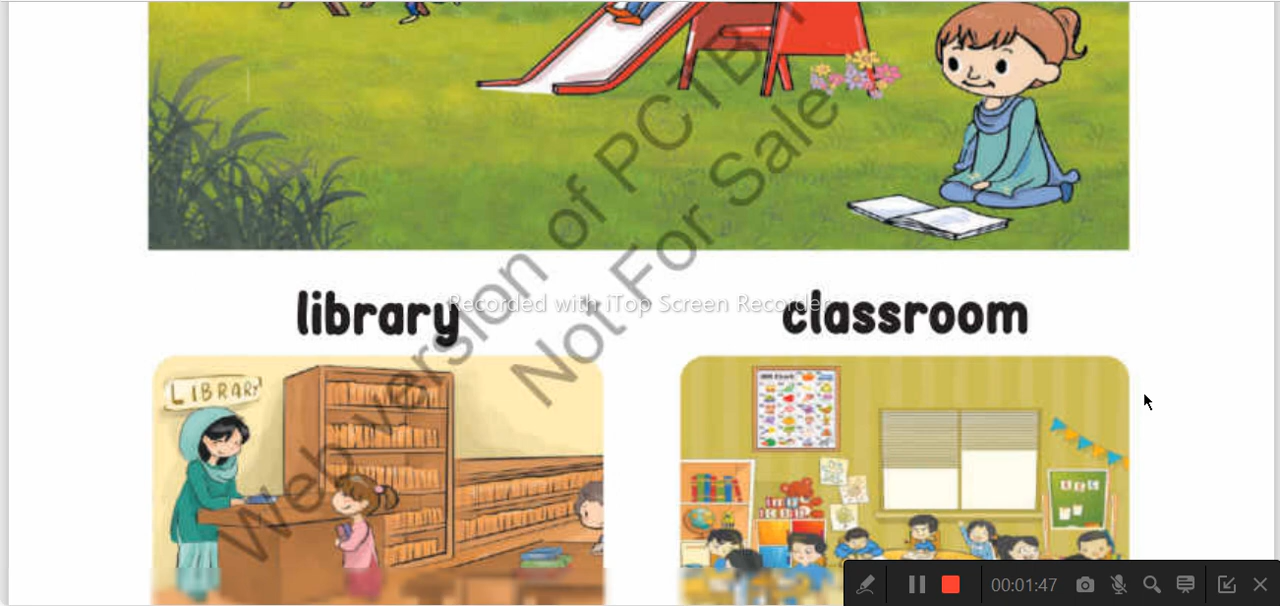 Web version of PCTB
Not For Sale
Recorded with iTop Screen Recorder
library
classroom
LIBRARY
00:01:47